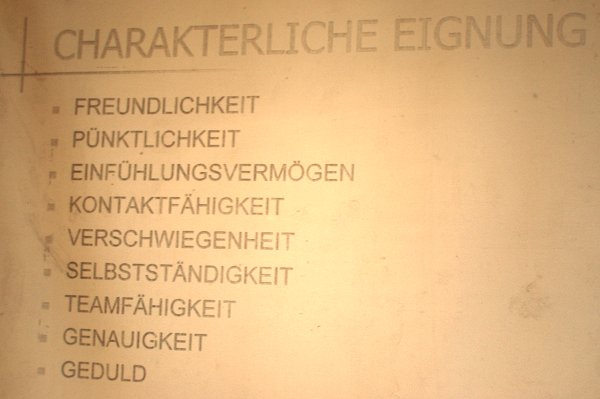 CHARAKTERLICHE EIGNUNG
▪ FREUNDLICHKEIT
▪ PÜNKTLICHKEIT
▪ EINFÜHLUNGSVERMÖGEN
▪ KONTAKTFÄHIGKEIT
▪ VERSCHWIEGENHEIT
▪ SELBSTSTÄNDIGKEIT
▪ TEAMFÄHIGKEIT
▪ GENAUIGKEIT
▪ GEDULD